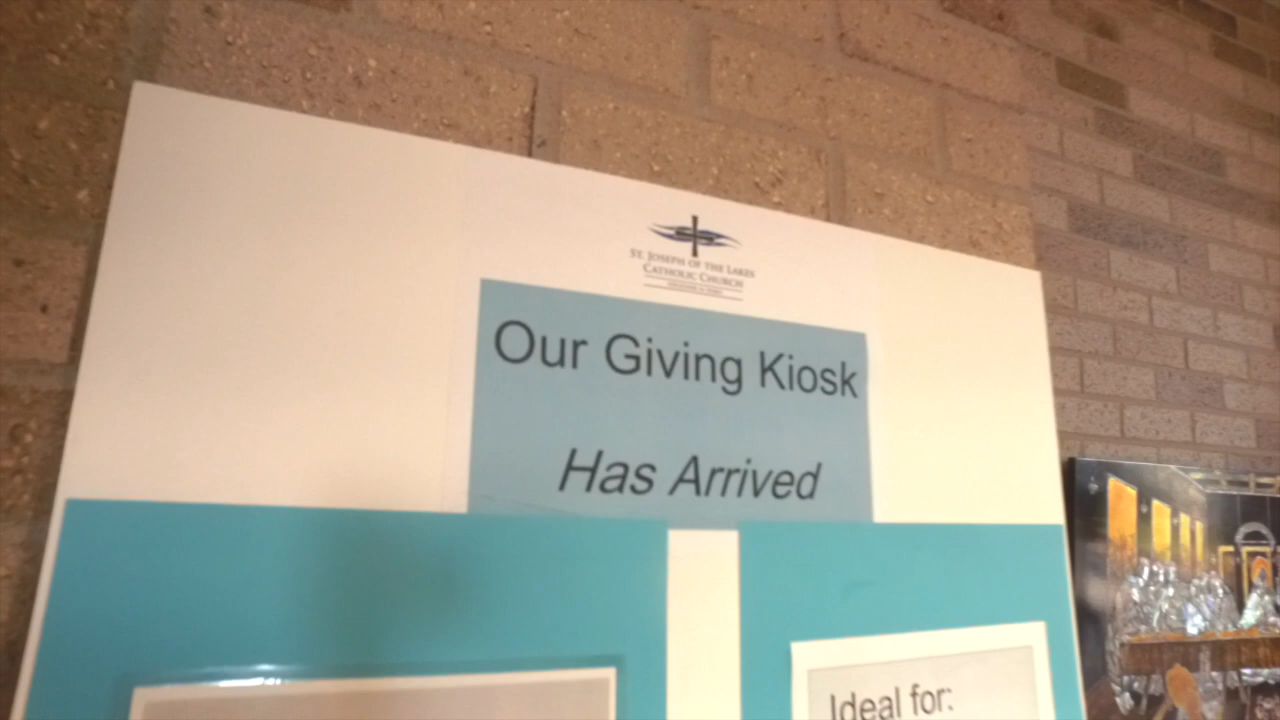 St. Joseph of the Lakes
Catholic Church
Our Giving Kiosk
Has Arrived
Ideal for: